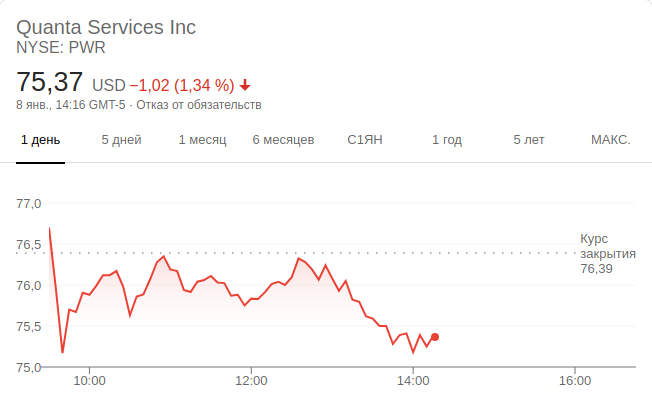 Quanta Services Inc
NYSE: PWR
75,37 USD −1,02 (1,34 %)
8 янв., 14:16 GMT-5 · Отказ от обязательств
1 день 5 дней 1 месяц 6 месяцев С1ЯН 1 год 5 лет МАКС.
77,0
76,5
76,0
75,5
75,0
Курс
закрытия
76,39
10:00 12:00 14:00 16:00